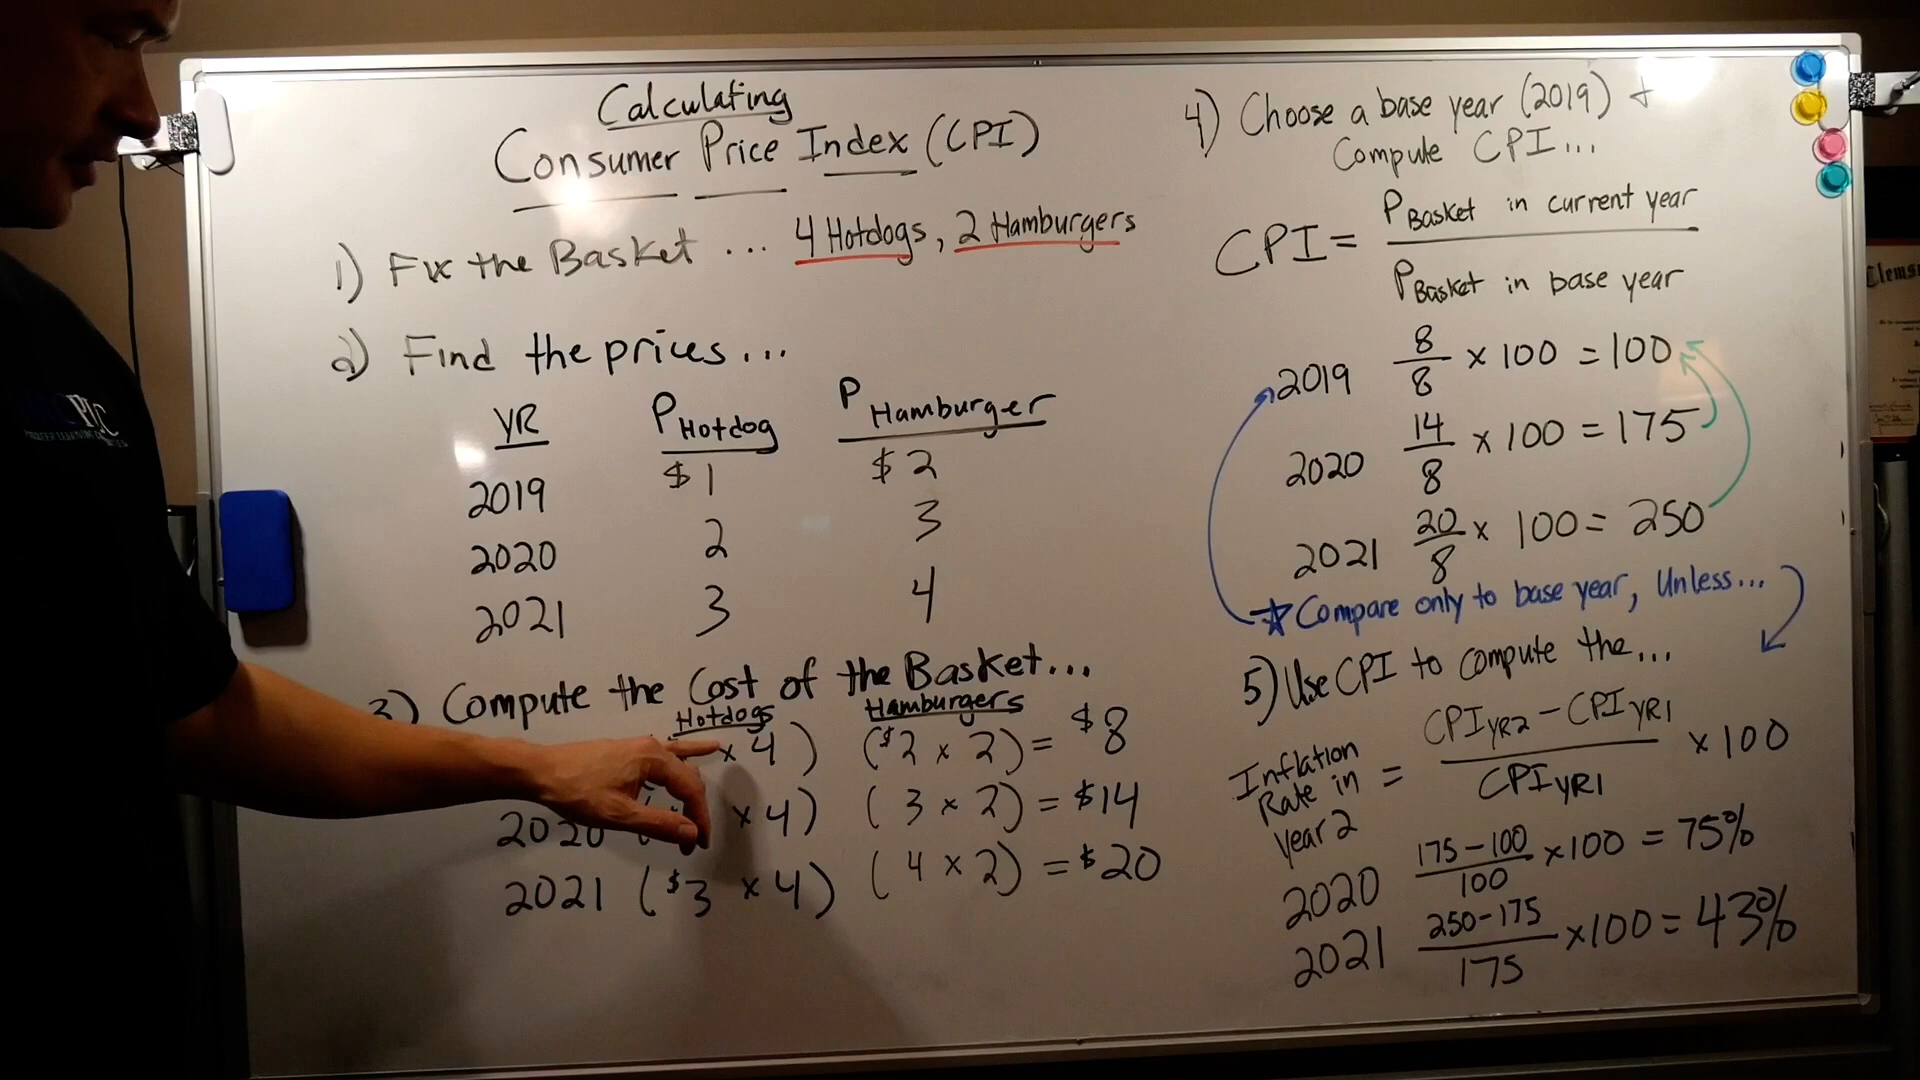 Calculating
Consumer Price Index (CPI)
1) Fix the Basket ... 4 Hotdogs, 2 Hamburgers
2) Find the prices...
YR P Hotdog P Hamburger
2019 $1 $2
2020 2 3
2021 3 4
3) Compute the Cost of the Basket...
Hotdogs Hamburgers
x 4) ($2 x 2) = $8
2020 ( x 4) (3 x 2) = $14
2021 ($3 x 4) (4 x 2) = $20
4) Choose a base year (2019) +
Compute CPI...
CPI = P Basket in current year
P Basket in base year
2019 8/8 x 100 = 100
2020 14/8 x 100 = 175
2021 20/8 x 100 = 250
☆ Compare only to base year, Unless...
5) Use CPI to compute the...
Inflation Rate in year 2 = CPI YR2 - CPI YR1 / CPI YR1 x 100
2020 175-100/100 x 100 = 75%
2021 250-175/175 x 100 = 43%